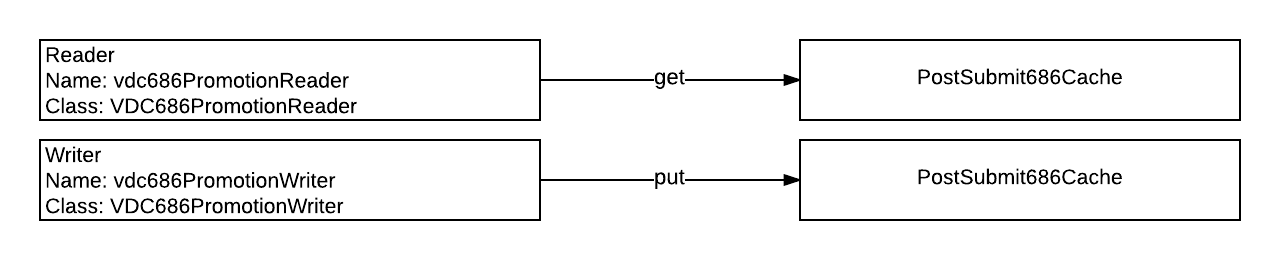 Reader
Name: vdc686PromotionReader
Class: VDC686PromotionReader
get
PostSubmit686Cache
Writer
Name: vdc686PromotionWriter
Class: VDC686PromotionWriter
put
PostSubmit686Cache